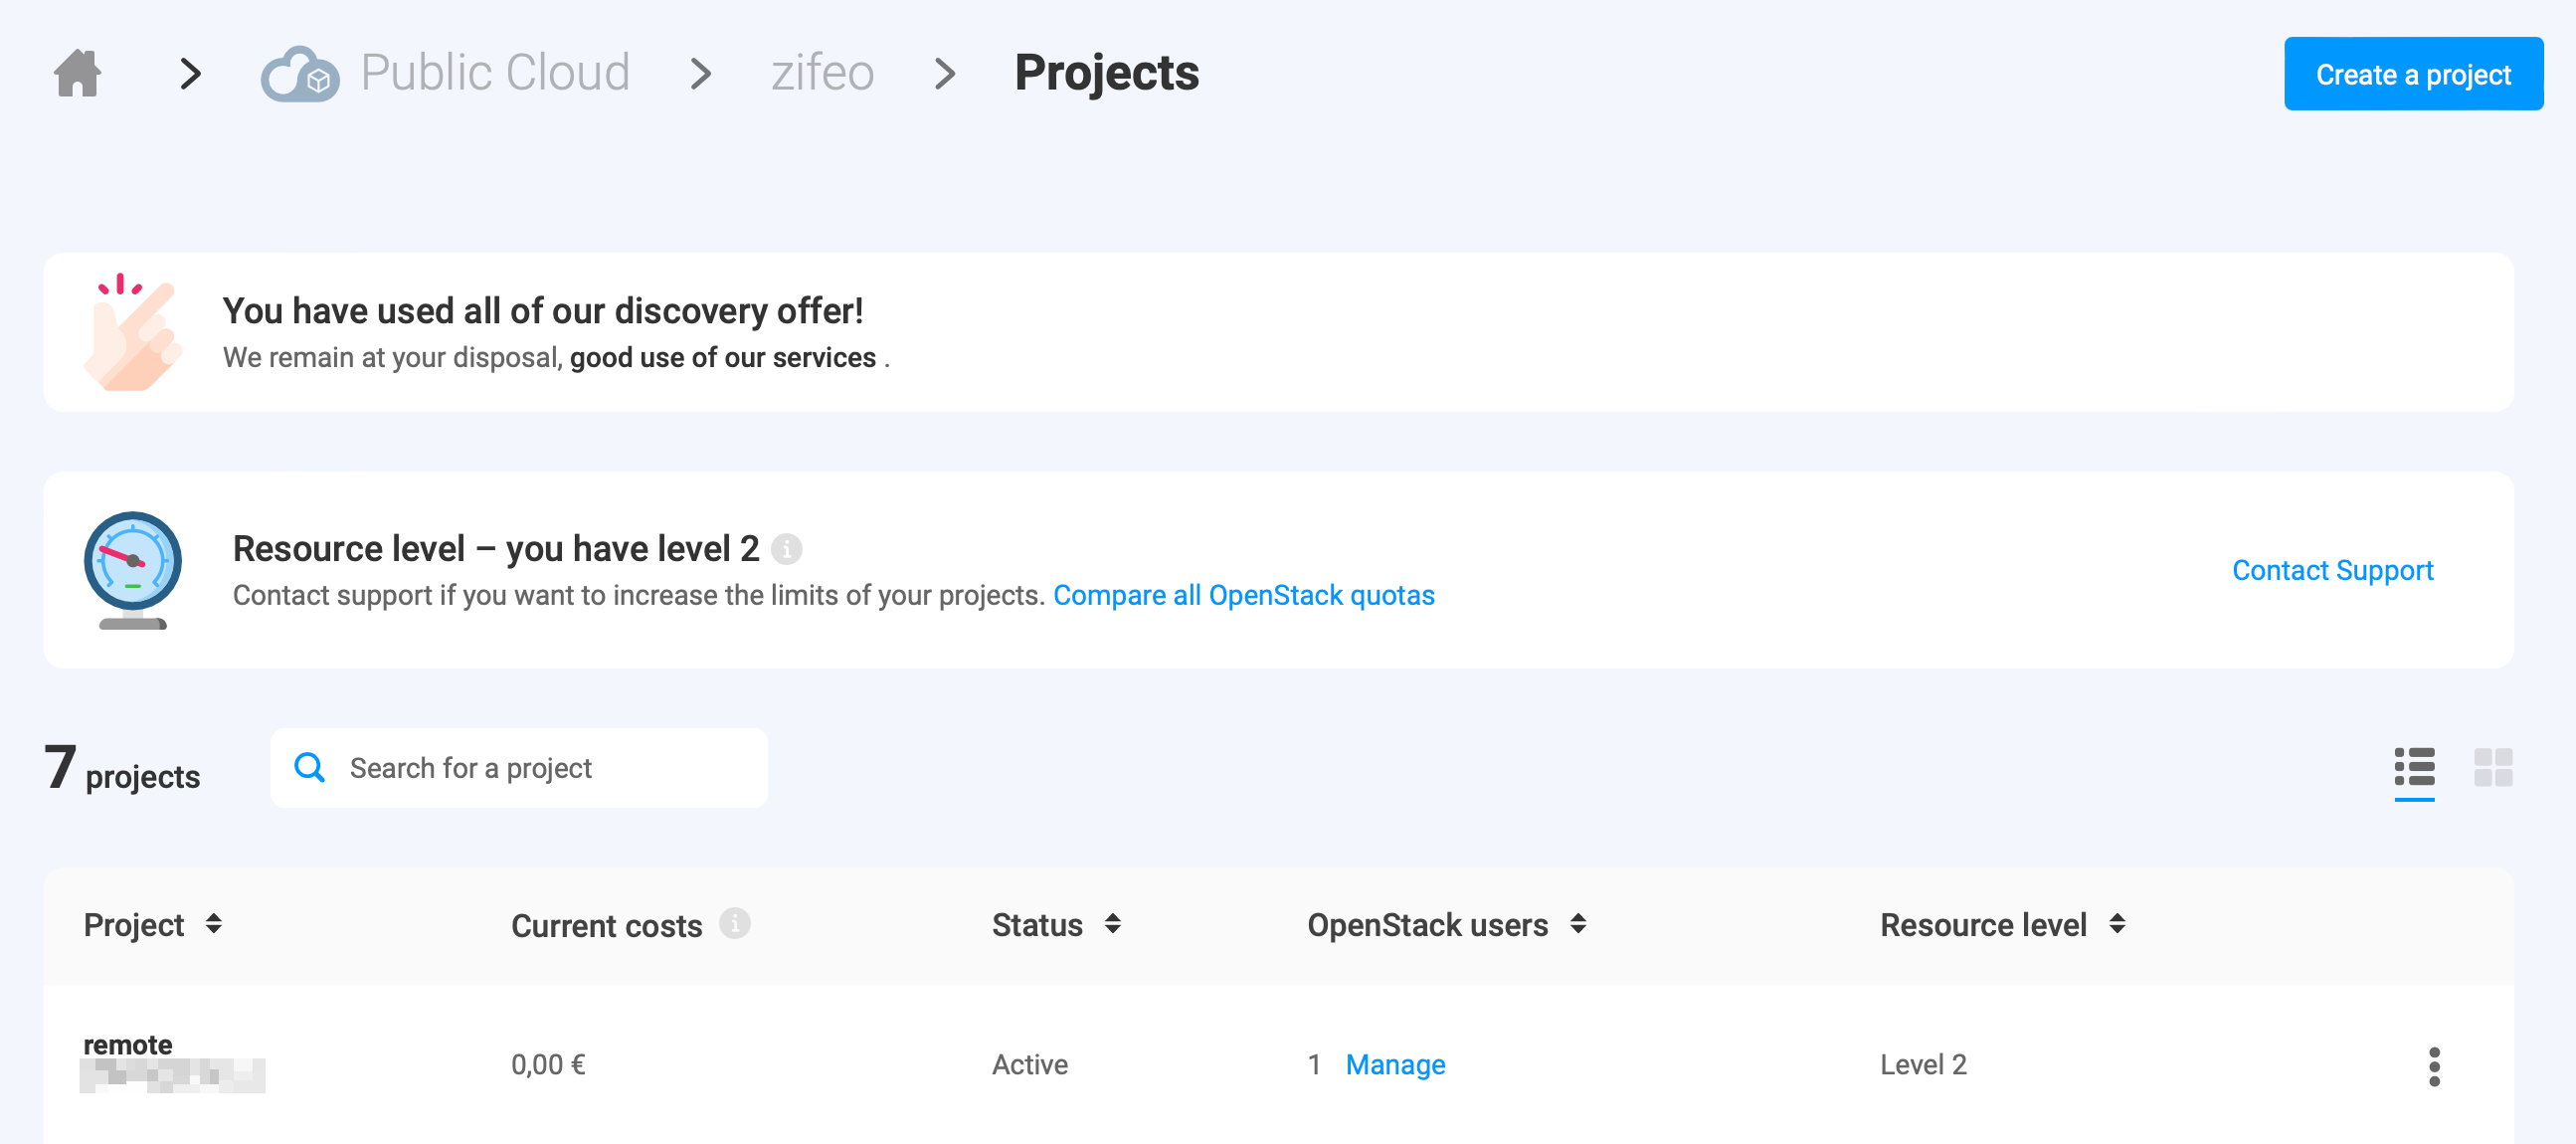 Public Cloud zifeo Projects Create a project
You have used all of our discovery offer!
We remain at your disposal, good use of our services .
Resource level – you have level 2
Contact support if you want to increase the limits of your projects. Compare all OpenStack quotas
Contact Support
7 projects Search for a project
Project Current costs Status OpenStack users Resource level
remote
0,00 € Active 1 Manage Level 2